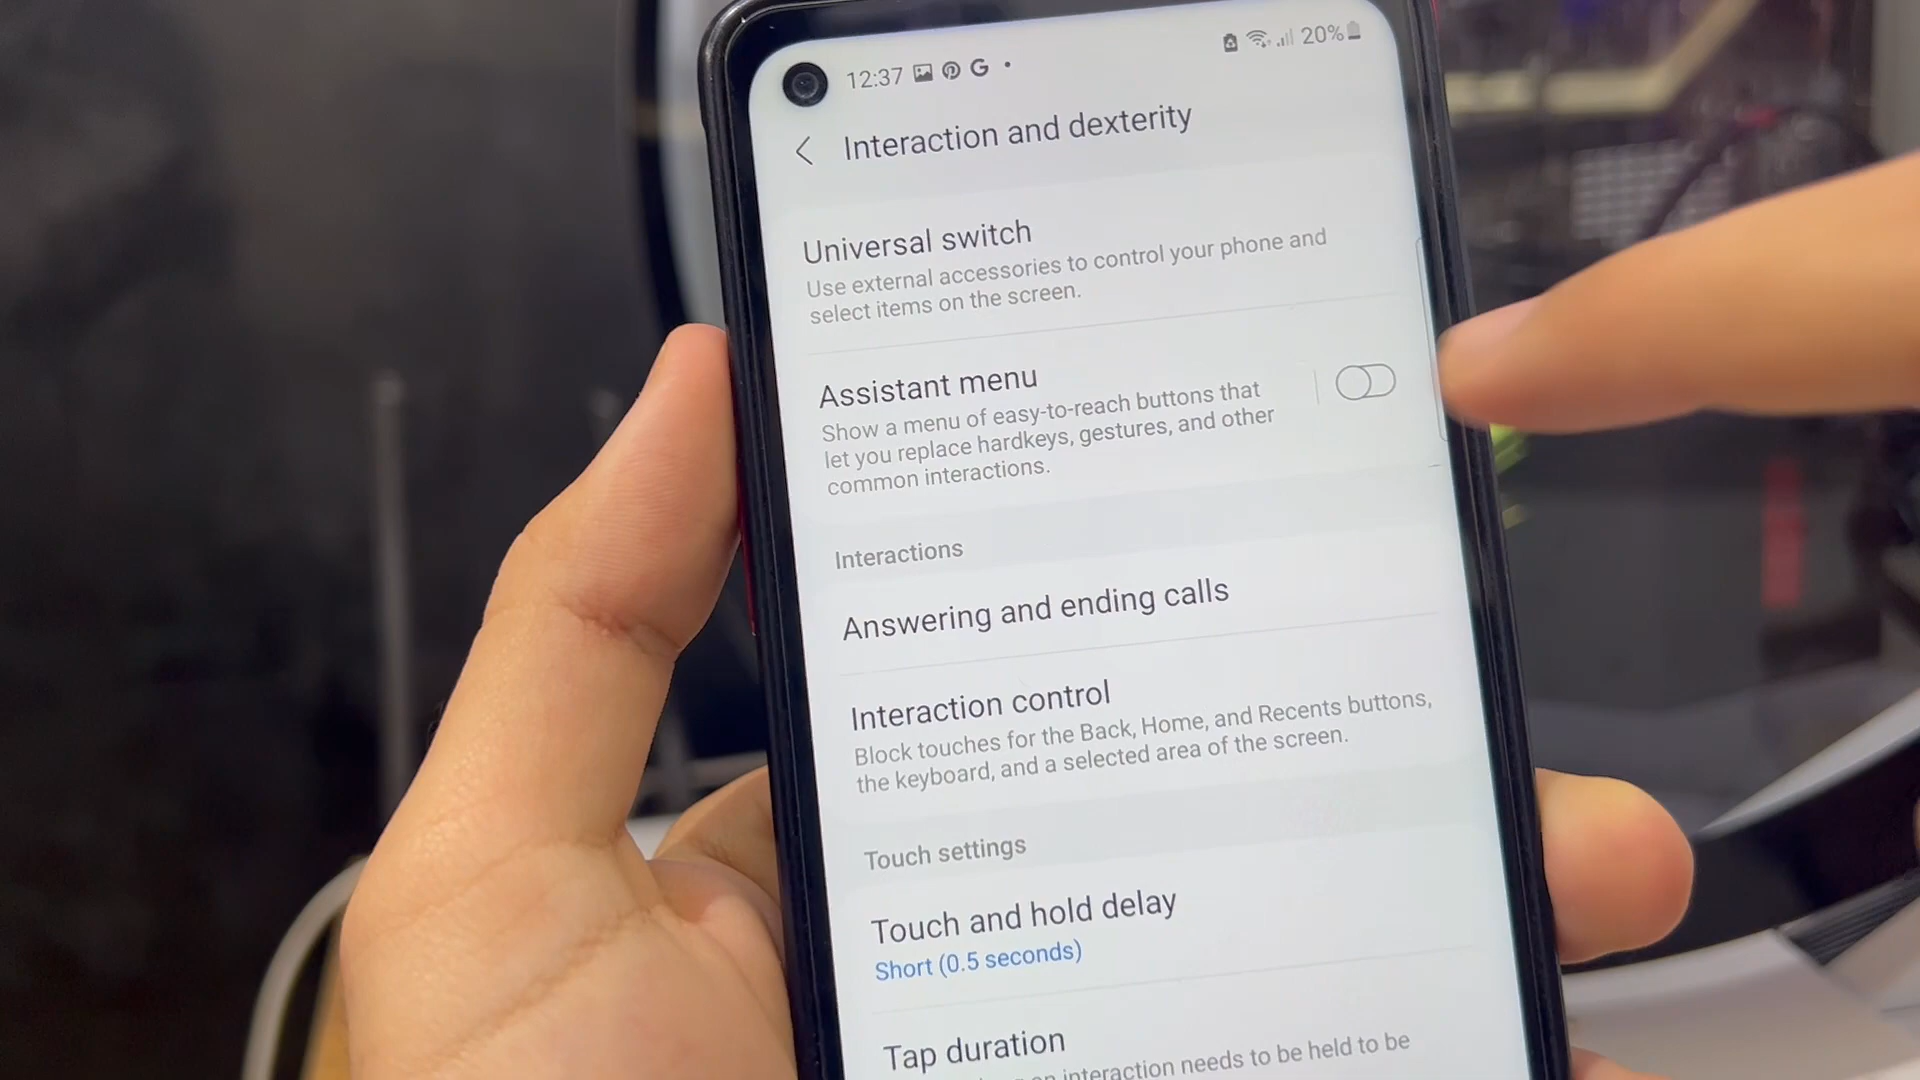 12:37 G 20%
Interaction and dexterity
Universal switch
Use external accessories to control your phone and
select items on the screen.
Assistant menu
Show a menu of easy-to-reach buttons that
let you replace hardkeys, gestures, and other
common interactions.
Interactions
Answering and ending calls
Interaction control
Block touches for the Back, Home, and Recents buttons,
the keyboard, and a selected area of the screen.
Touch settings
Touch and hold delay
Short (0.5 seconds)
Tap duration
interaction needs to be held to be